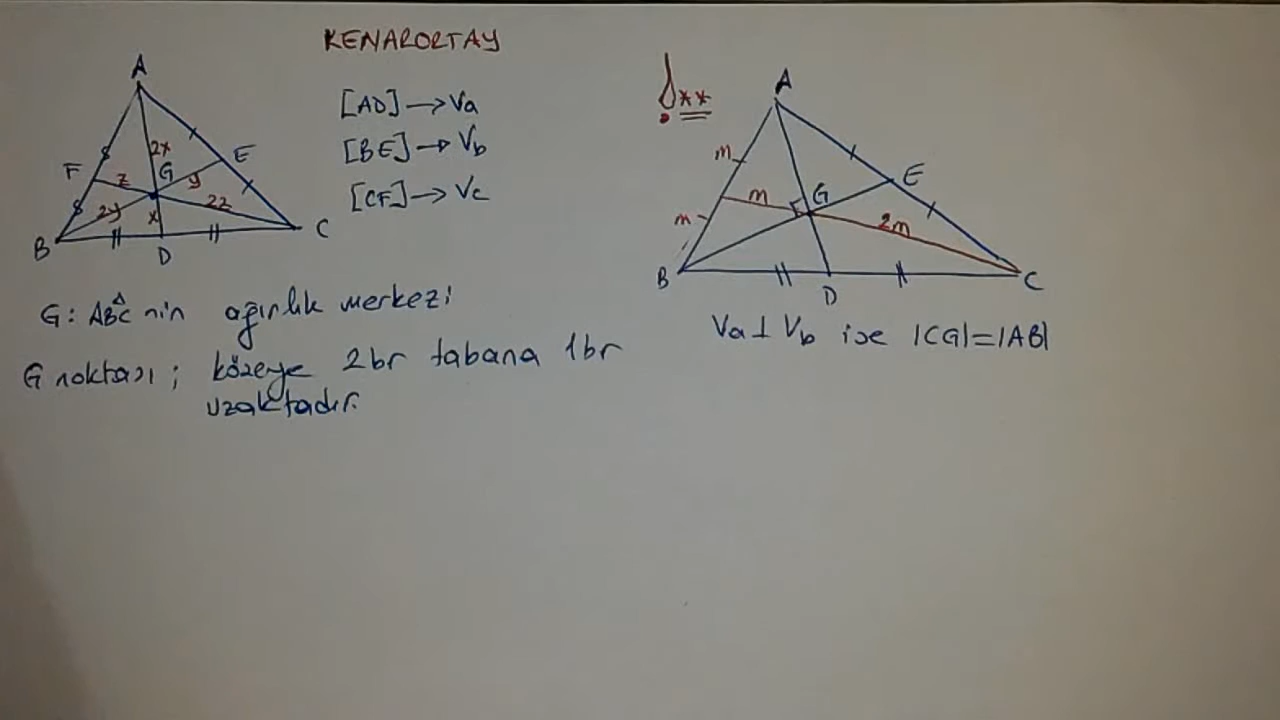 KENARORTAY
A
F
2x
G
E
z
y
2y
x
2z
B
D
C
[AD] → Va
[BE] → Vb
[CF] → Vc
G: ABC nin ağırlık merkezi
G noktası; köşeye 2br tabana 1br
uzaktadır.
! **
A
m
E
m
G
m
2m
B
D
C
Va ⊥ Vb ise |CG|=|AB|